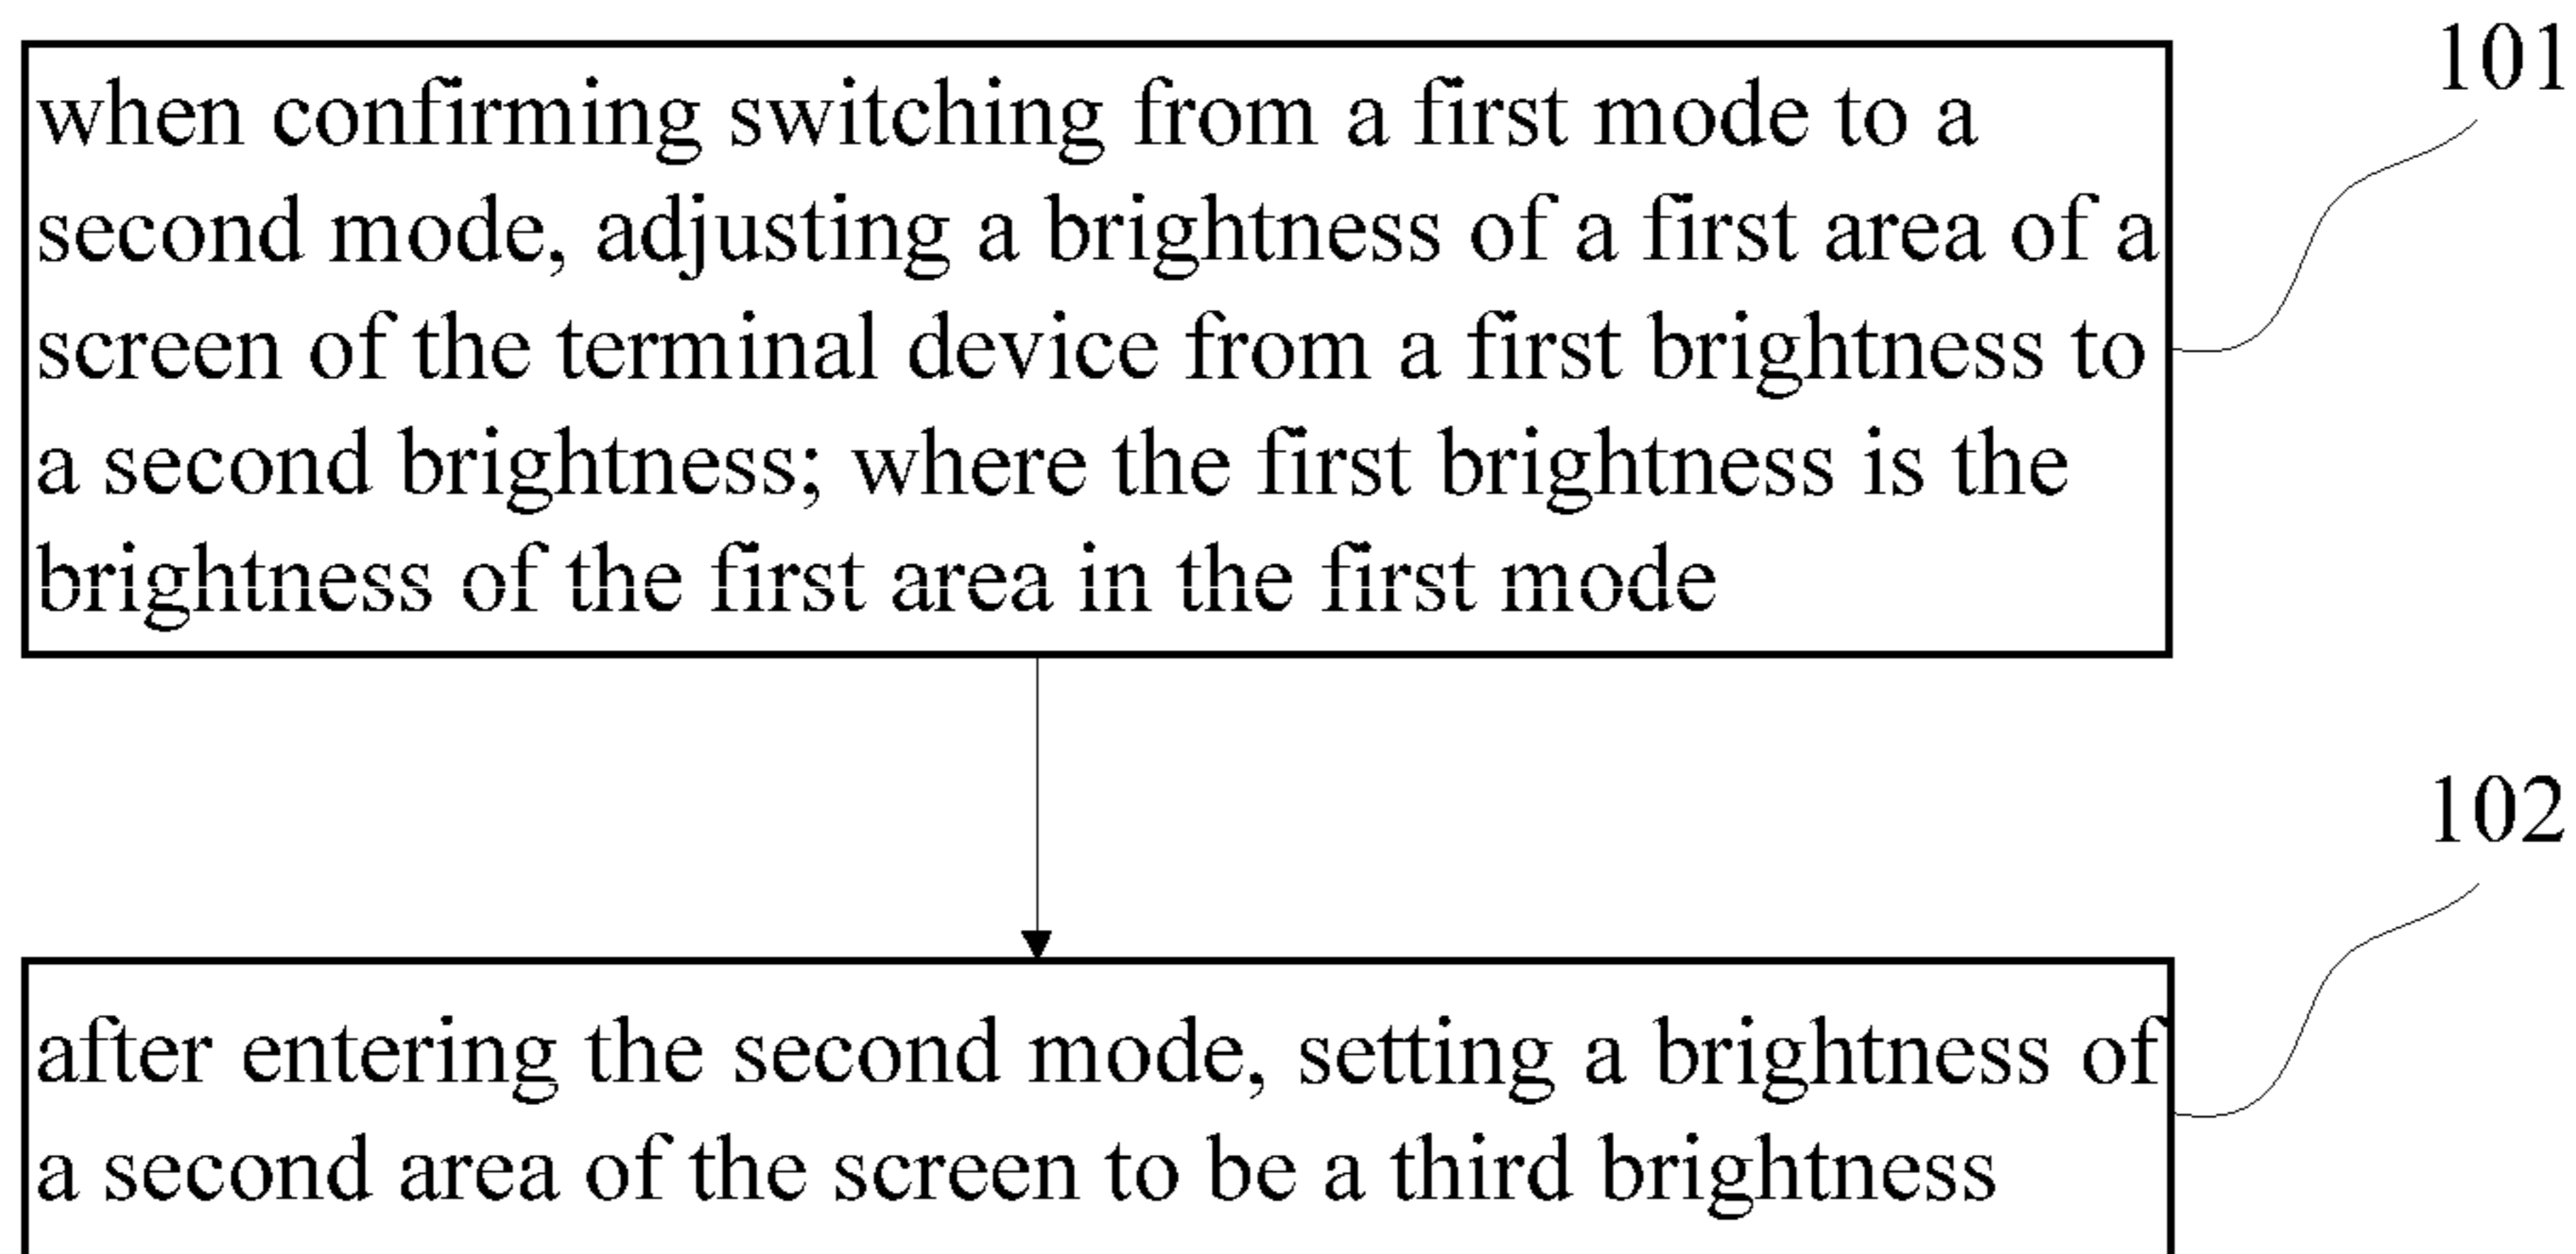 101
when confirming switching from a first mode to a
second mode, adjusting a brightness of a first area of a
screen of the terminal device from a first brightness to
a second brightness; where the first brightness is the
brightness of the first area in the first mode
102
after entering the second mode, setting a brightness of
a second area of the screen to be a third brightness